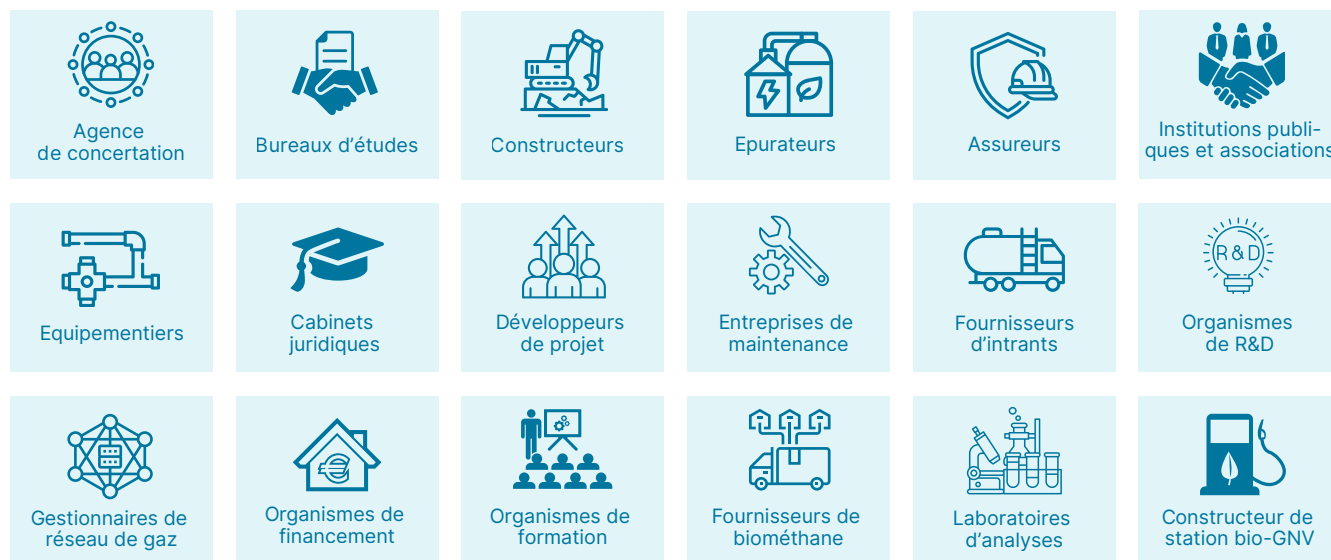 Agence
de concertation
Bureaux d'études
Constructeurs
Epurateurs
Assureurs
Institutions publi-
ques et associations
Equipementiers
Cabinets
juridiques
Développeurs
de projet
Entreprises de
maintenance
Fournisseurs
d'intrants
R & D
Organismes
de R&D
Gestionnaires de
réseau de gaz
Organismes de
financement
Organismes de
formation
Fournisseurs de
biométhane
Laboratoires
d'analyses
Constructeur de
station bio-GNV